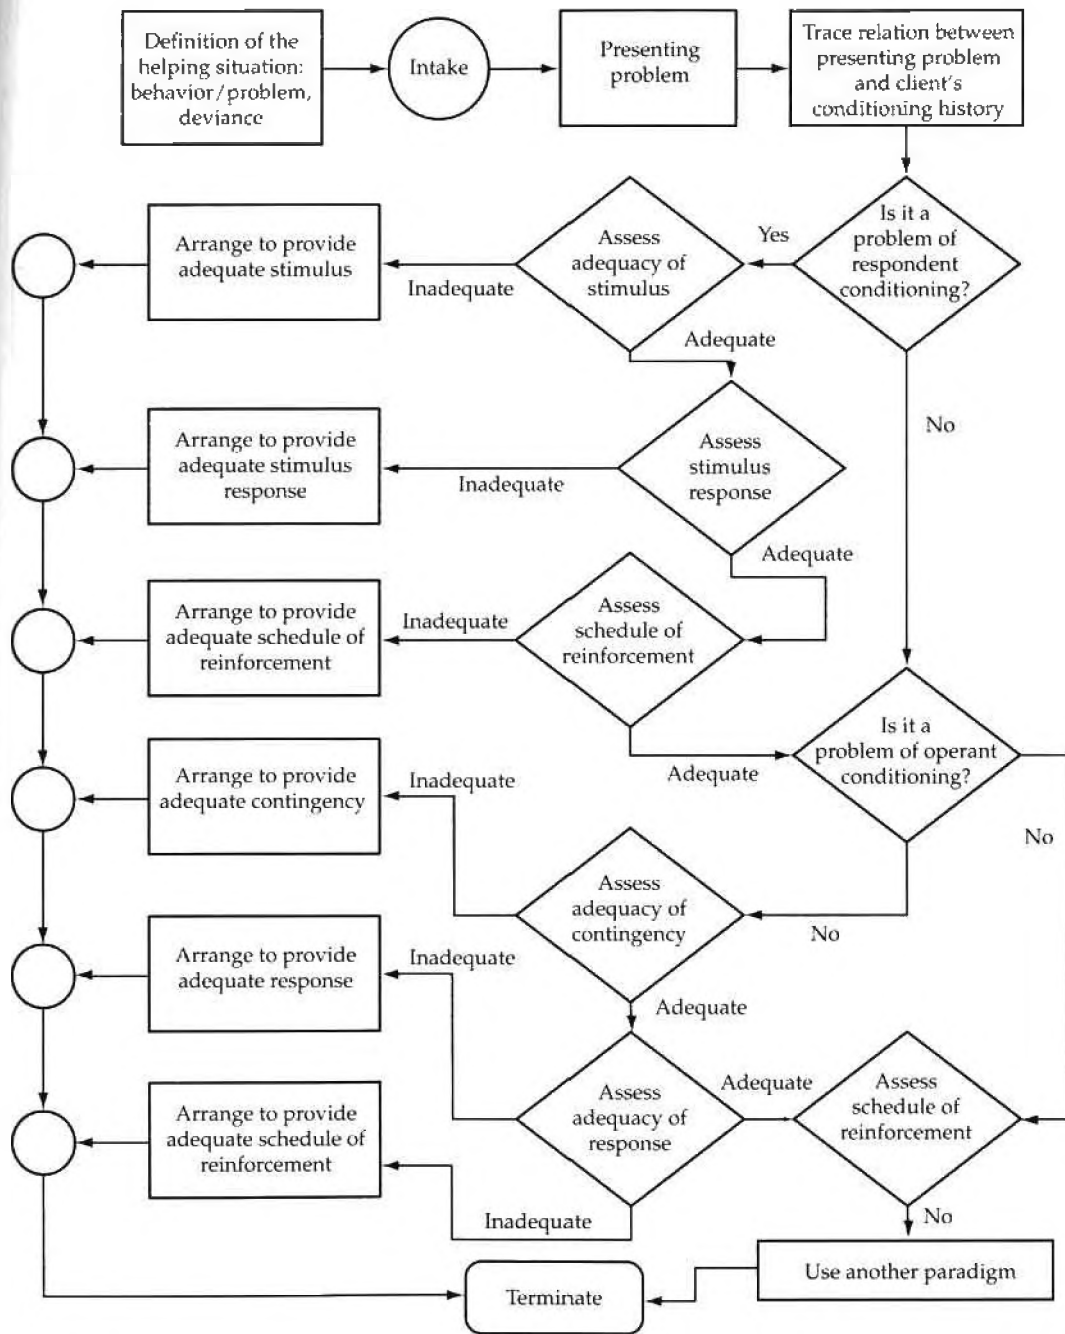 Definition of the
helping situation:
behavior/problem,
deviance
Intake
Presenting
problem
Trace relation between
presenting problem
and client's
conditioning history
Is it a
problem of
respondent
conditioning?
Yes
Assess
adequacy of
stimulus
Inadequate
Arrange to provide
adequate stimulus
Adequate
No
Assess
stimulus
response
Inadequate
Arrange to provide
adequate stimulus
response
Adequate
Assess
schedule of
reinforcement
Inadequate
Arrange to provide
adequate schedule of
reinforcement
Adequate
Is it a
problem of operant
conditioning?
No
No
Assess
adequacy of
contingency
Inadequate
Arrange to provide
adequate contingency
Adequate
Assess
adequacy of
response
Inadequate
Arrange to provide
adequate response
Adequate
Assess
schedule of
reinforcement
Inadequate
Arrange to provide
adequate schedule of
reinforcement
No
Use another paradigm
Terminate